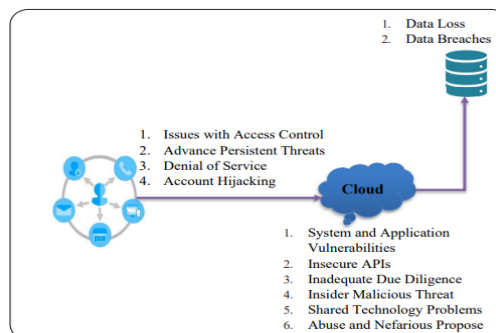 1. Data Loss
2. Data Breaches
1. Issues with Access Control
2. Advance Persistent Threats
3. Denial of Service
4. Account Hijacking
Cloud
1. System and Application
Vulnerabilities
2. Insecure APIs
3. Inadequate Due Diligence
4. Insider Malicious Threat
5. Shared Technology Problems
6. Abuse and Nefarious Propose